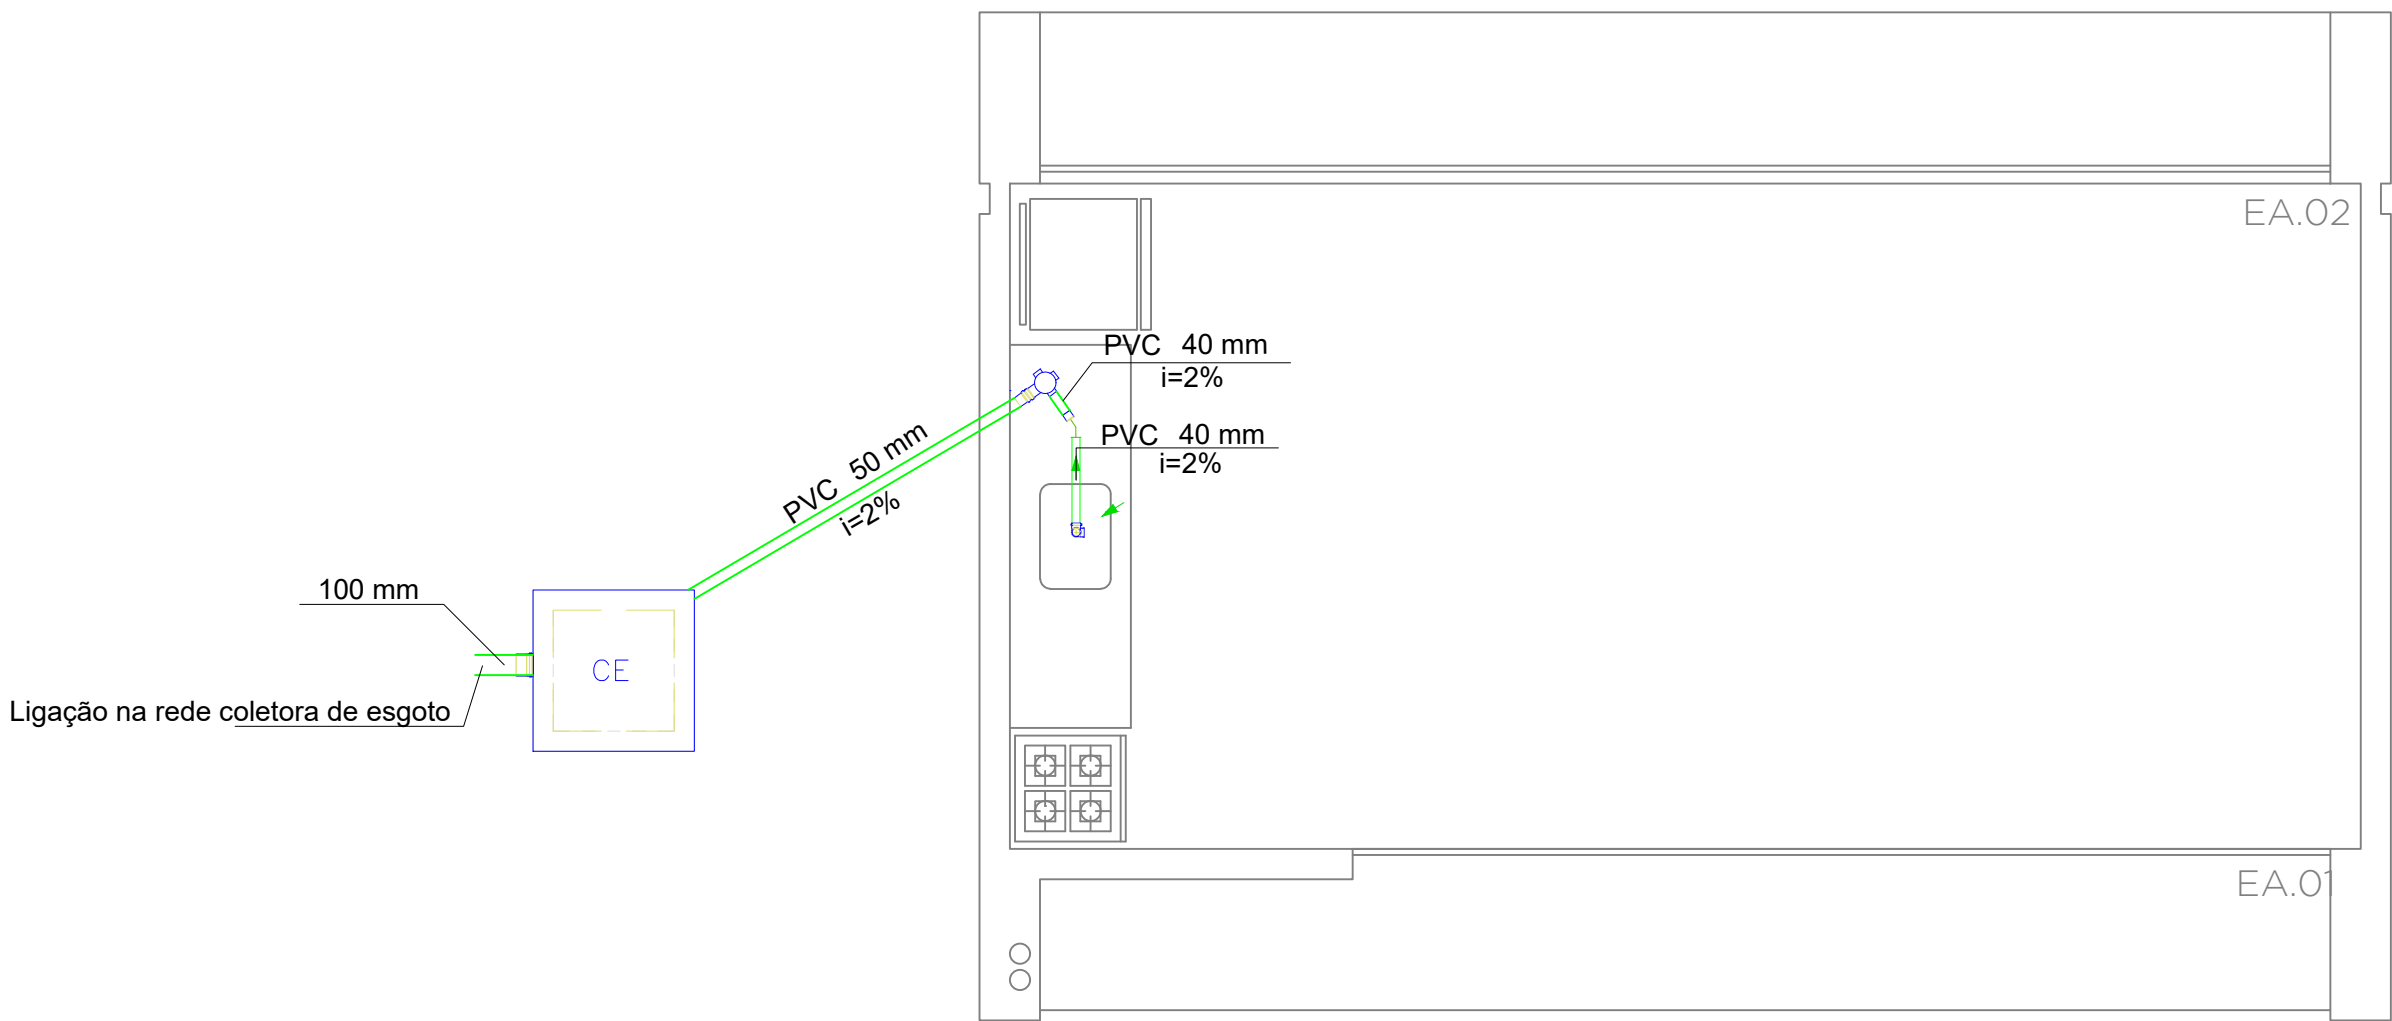 EA.02
PVC 40 mm
i=2%
PVC 40 mm
i=2%
PVC 50 mm
i=2%
100 mm
CE
Ligação na rede coletora de esgoto
EA.01